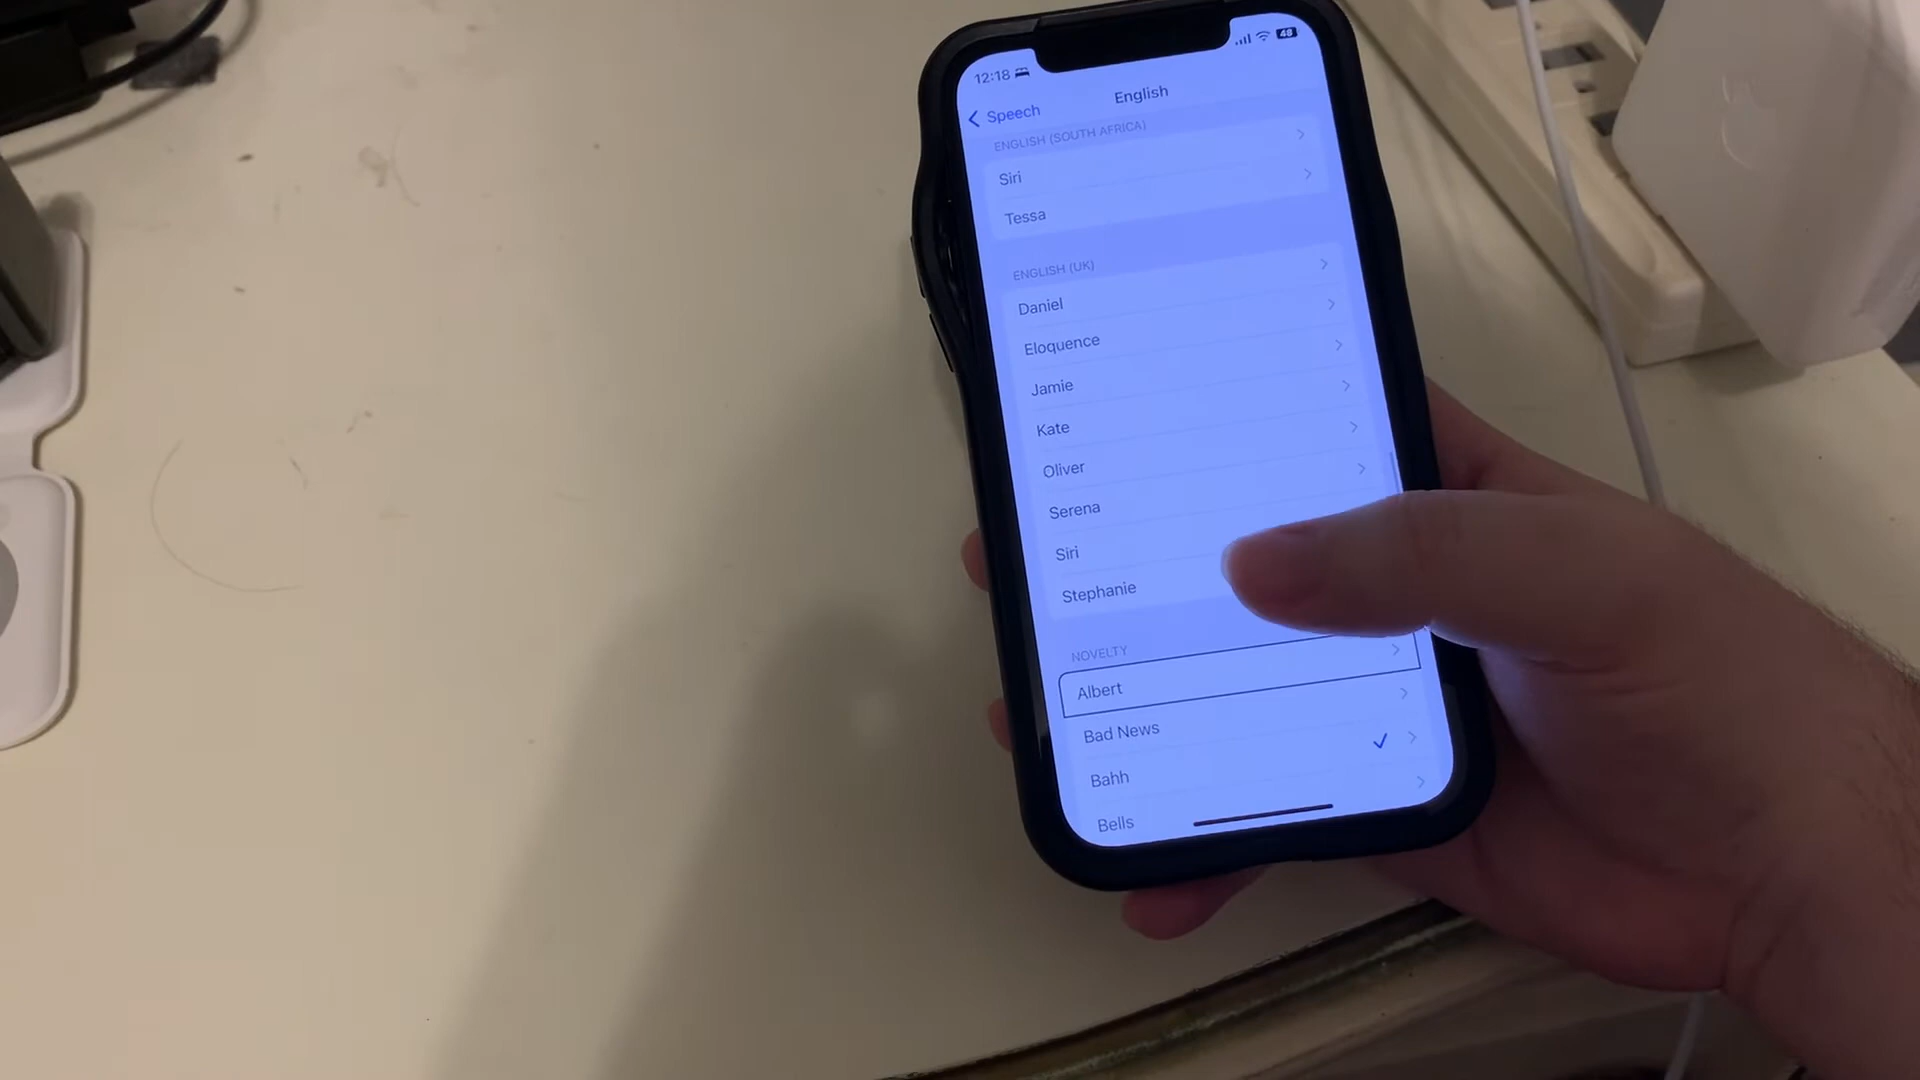 12:18
48
Speech
English
ENGLISH (SOUTH AFRICA)
Siri
Tessa
ENGLISH (UK)
Daniel
Eloquence
Jamie
Kate
Oliver
Serena
Siri
Stephanie
NOVELTY
Albert
Bad News
Bahh
Bells